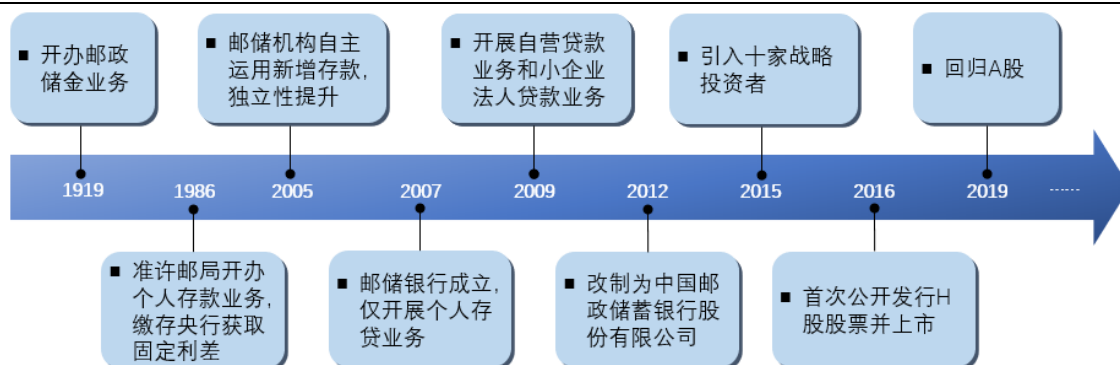 ■ 开办邮政
储金业务
■ 邮储机构自主
运用新增存款，
独立性提升
■ 开展自营贷款
业务和小企业
法人贷款业务
■ 引入十家战略
投资者
■ 回归A股
1919
1986
2005
2007
2009
2012
2015
2016
2019
······
■ 准许邮局开办
个人存款业务，
缴存央行获取
固定利差
■ 邮储银行成立，
仅开展个人存
贷业务
■ 改制为中国邮
政储蓄银行股
份有限公司
■ 首次公开发行H
股股票并上市